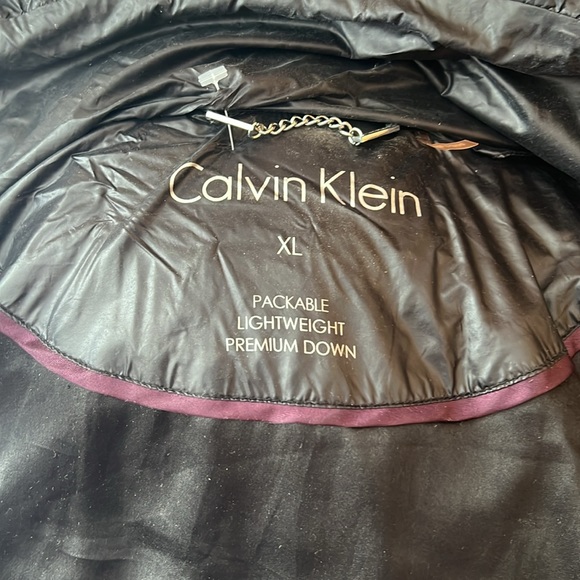 Calvin Klein
XL
PACKABLE
LIGHTWEIGHT
PREMIUM DOWN